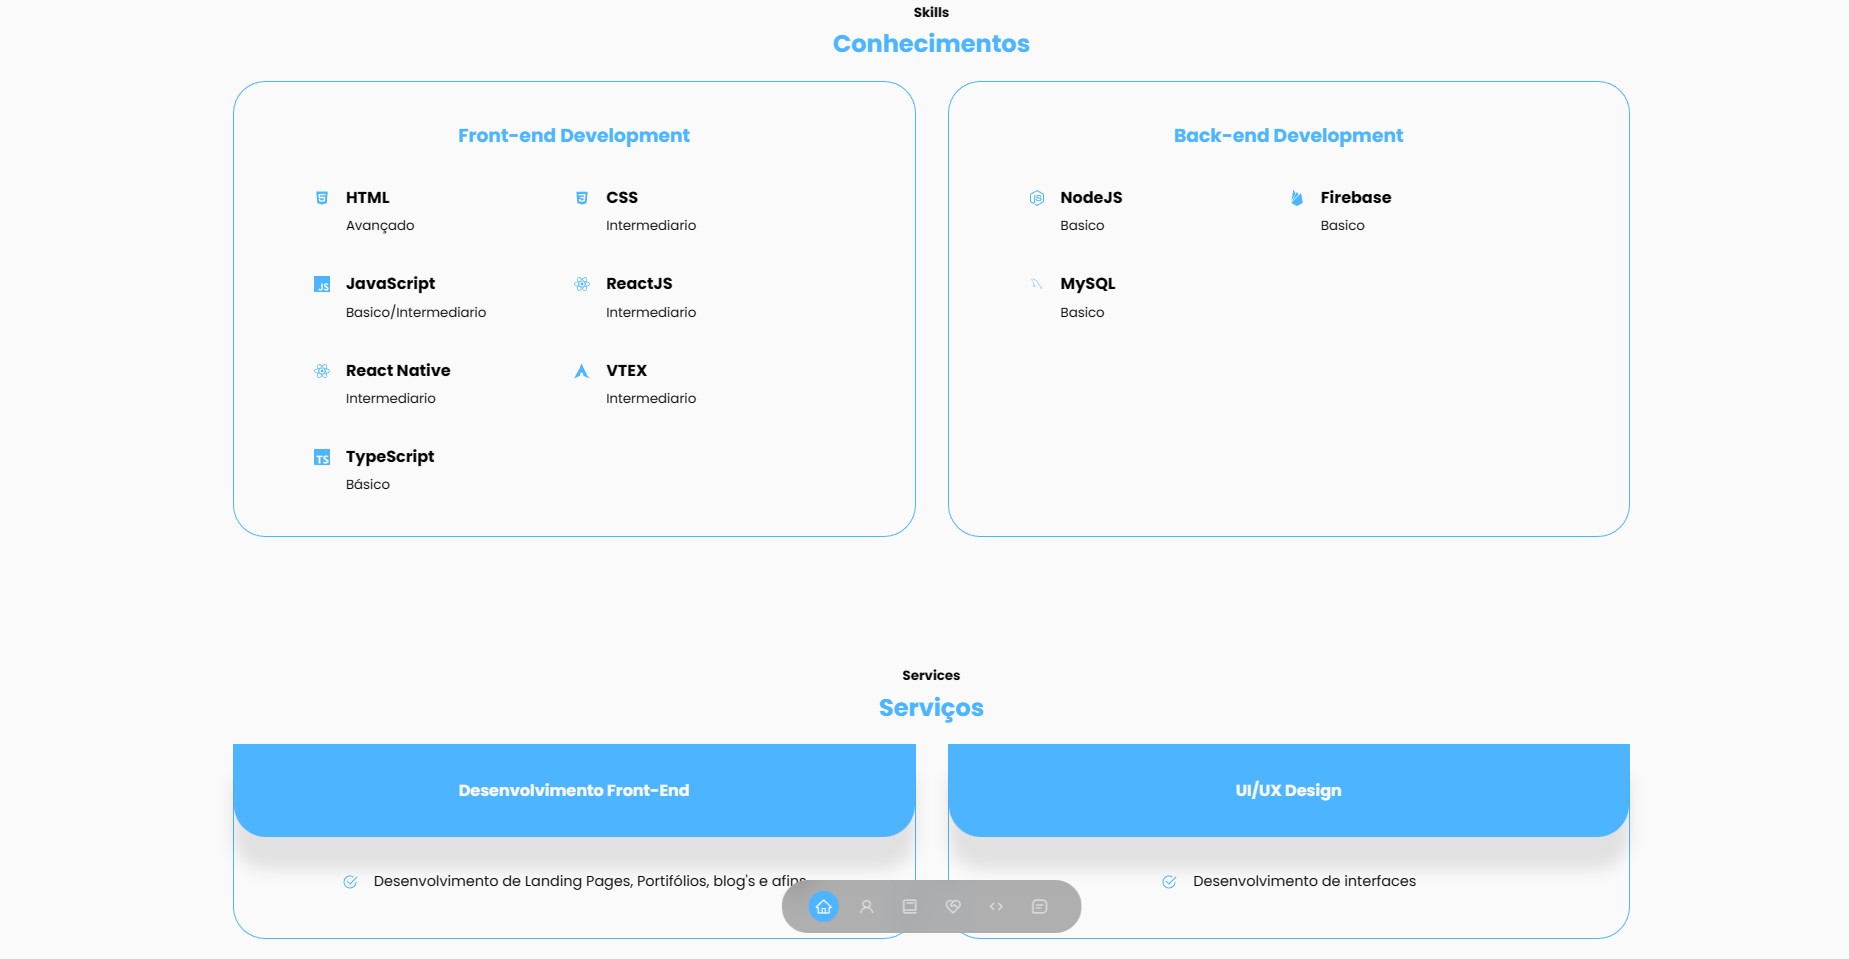 Skills
Conhecimentos
Front-end Development
HTML
Avançado
CSS
Intermediario
JavaScript
Basico/Intermediario
ReactJS
Intermediario
React Native
Intermediario
VTEX
Intermediario
TypeScript
Básico
Back-end Development
NodeJS
Basico
Firebase
Basico
MySQL
Basico
Services
Serviços
Desenvolvimento Front-End
Desenvolvimento de Landing Pages, Portifólios, blog's e afins
UI/UX Design
Desenvolvimento de interfaces